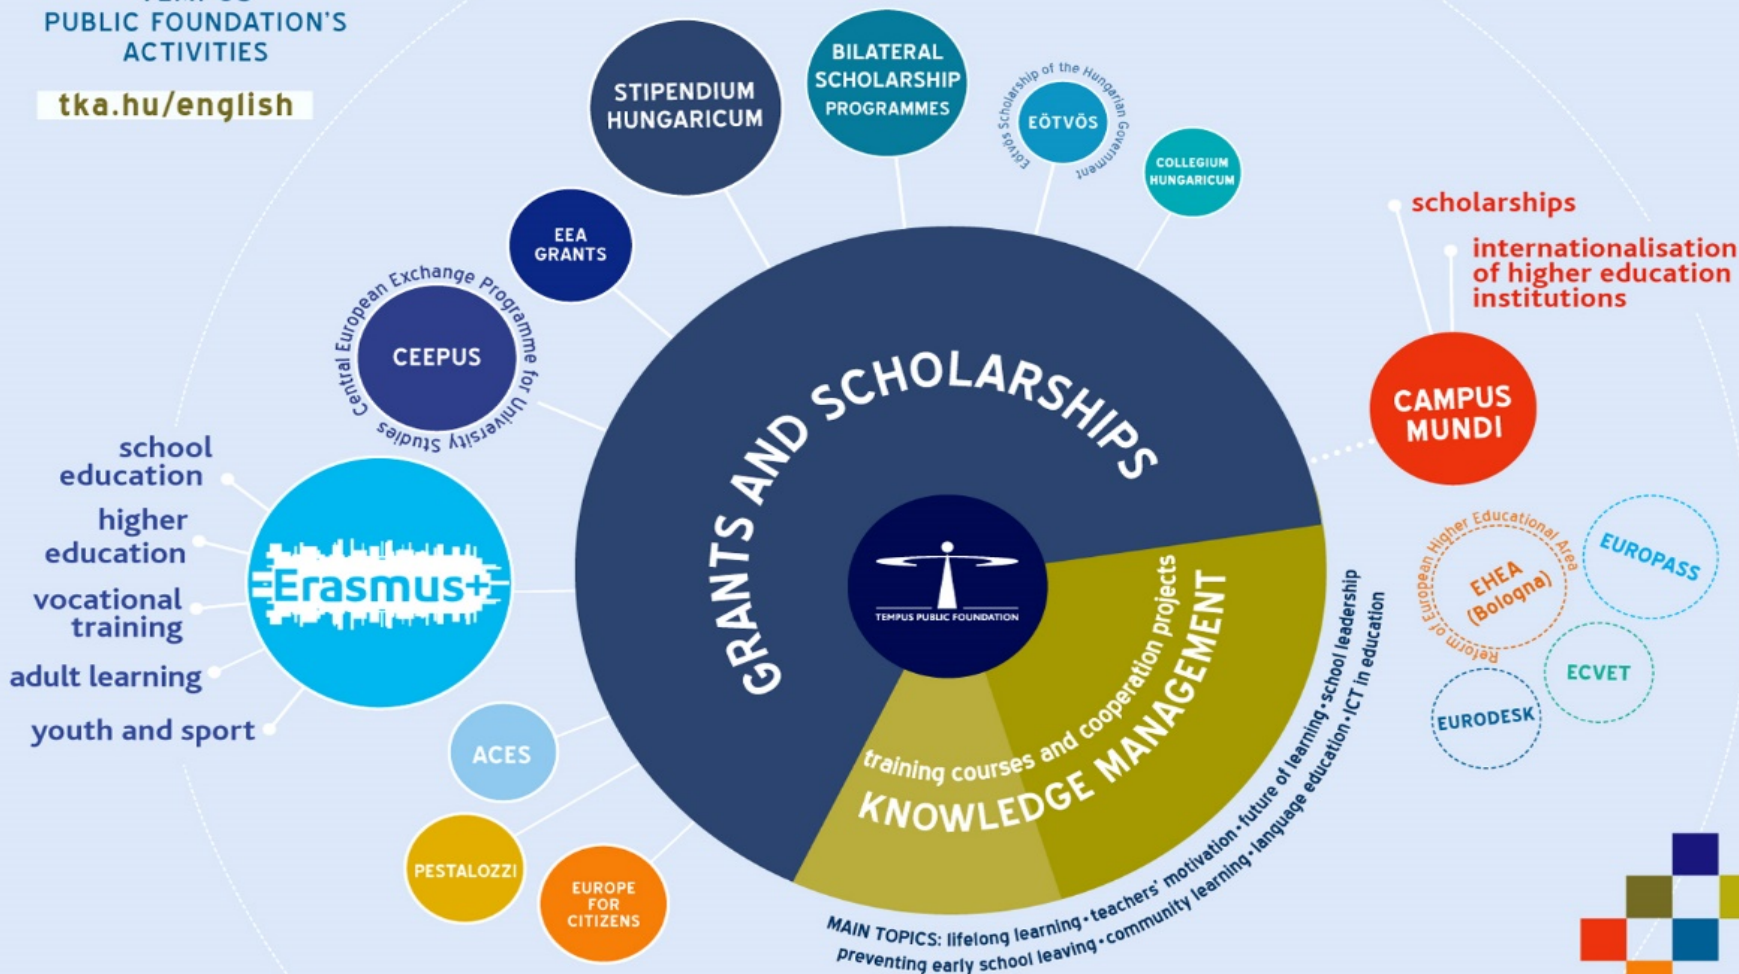 TEMPUS
PUBLIC FOUNDATION'S
ACTIVITIES
tka.hu/english
STIPENDIUM
HUNGARICUM
BILATERAL
SCHOLARSHIP
PROGRAMMES
Eötvös Scholarship of the Hungarian Government
EÖTVÖS
COLLEGIUM
HUNGARICUM
EEA
GRANTS
Central European Exchange Programme for University Studies
CEEPUS
scholarships
internationalisation
of higher education
institutions
CAMPUS
MUNDI
school
education
higher
education
vocational
training
adult learning
youth and sport
Erasmus+
GRANTS AND SCHOLARSHIPS
TEMPUS PUBLIC FOUNDATION
training courses and cooperation projects
KNOWLEDGE MANAGEMENT
MAIN TOPICS: lifelong learning • teachers' motivation • future of learning • school leadership
preventing early school leaving • community learning • language education • ICT in education
Reform of European Higher Educational Area
EHEA
(Bologna)
EUROPASS
ECVET
EURODESK
ACES
PESTALOZZI
EUROPE
FOR
CITIZENS